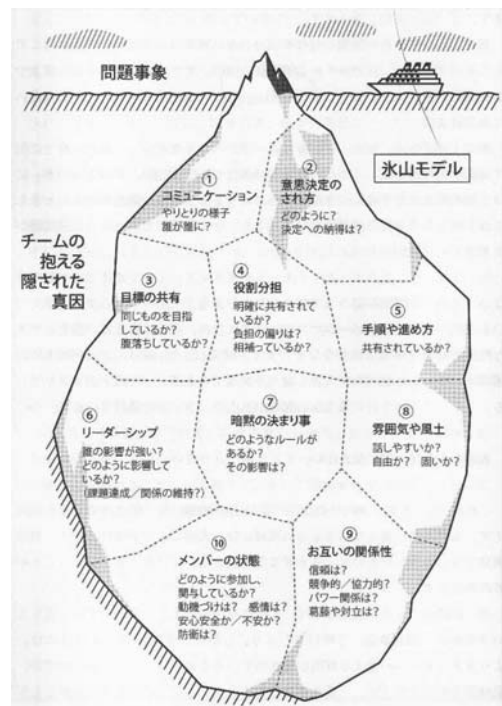 問題事象
氷山モデル
チームの
抱える
隠された
真因
①
コミュニケーション
やりとりの様子
誰が誰に?
②
意思決定の
され方
どのように?
決定への納得は?
③
目標の共有
同じものを目指
しているか?
腹落ちしているか?
④
役割分担
明確に共有されて
いるか?
負担の偏りは?
相補っているか?
⑤
手順や進め方
共有されているか?
⑥
リーダーシップ
誰の影響が強い?
どのように影響して
いるか?
(課題達成/関係の維持?)
⑦
暗黙の決まり事
どのようなルールが
あるか?
その影響は?
⑧
雰囲気や風土
話しやすいか?
自由か? 固いか?
⑨
お互いの関係性
信頼は?
競争的/協力的?
パワー関係は?
葛藤や対立は?
⑩
メンバーの状態
どのように参加し、
関与しているか?
動機づけは? 感情は?
安心安全か/不安か?
防衛は?